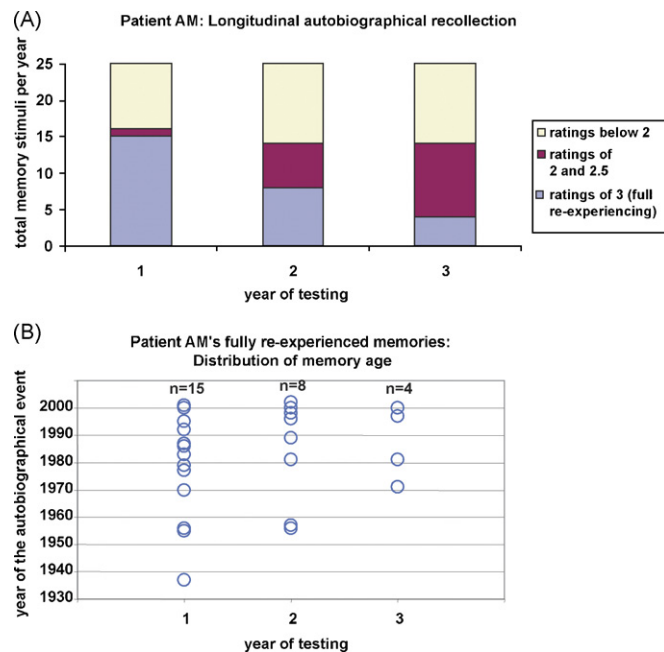 (A)
Patient AM: Longitudinal autobiographical recollection
total memory stimuli per year
25
20
15
10
5
0
1 2 3
year of testing
ratings below 2
ratings of
2 and 2.5
ratings of 3 (full
re-experiencing)
(B)
Patient AM's fully re-experienced memories:
Distribution of memory age
year of the autobiographical event
n=15 n=8 n=4
2000
1990
1980
1970
1960
1950
1940
1930
1 2 3
year of testing